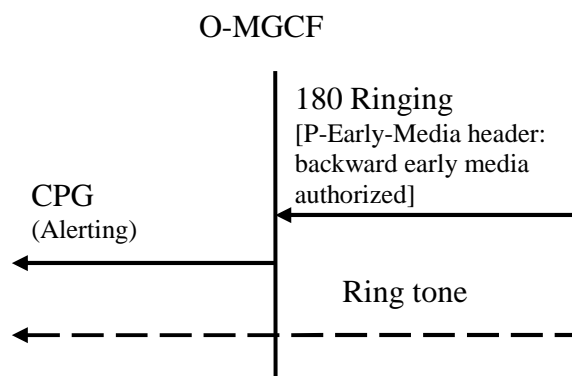 O-MGCF
180 Ringing
[P-Early-Media header:
backward early media
authorized]
CPG
(Alerting)
Ring tone